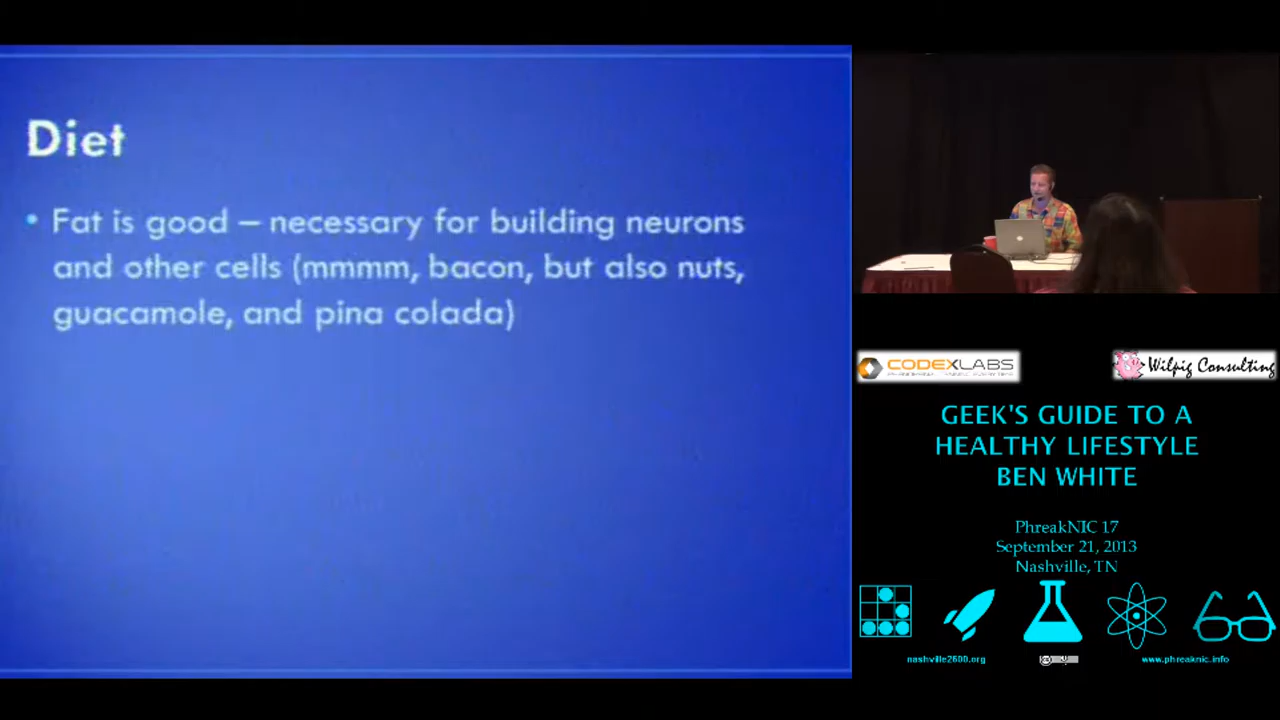 Diet
• Fat is good – necessary for building neurons
and other cells (mmmm, bacon, but also nuts,
guacamole, and pina colada)
CODEXLABS
Wilpig Consulting
GEEK'S GUIDE TO A
HEALTHY LIFESTYLE
BEN WHITE
PhreakNIC 17
September 21, 2013
Nashville, TN
nashville2600.org
www.phreaknic.info